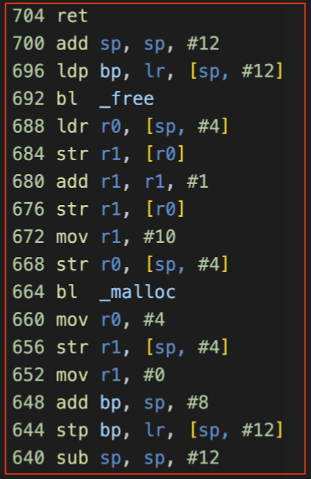 704 ret
700 add sp, sp, #12
696 ldp bp, lr, [sp, #12]
692 bl _free
688 ldr r0, [sp, #4]
684 str r1, [r0]
680 add r1, r1, #1
676 str r1, [r0]
672 mov r1, #10
668 str r0, [sp, #4]
664 bl _malloc
660 mov r0, #4
656 str r1, [sp, #4]
652 mov r1, #0
648 add bp, sp, #8
644 stp bp, lr, [sp, #12]
640 sub sp, sp, #12